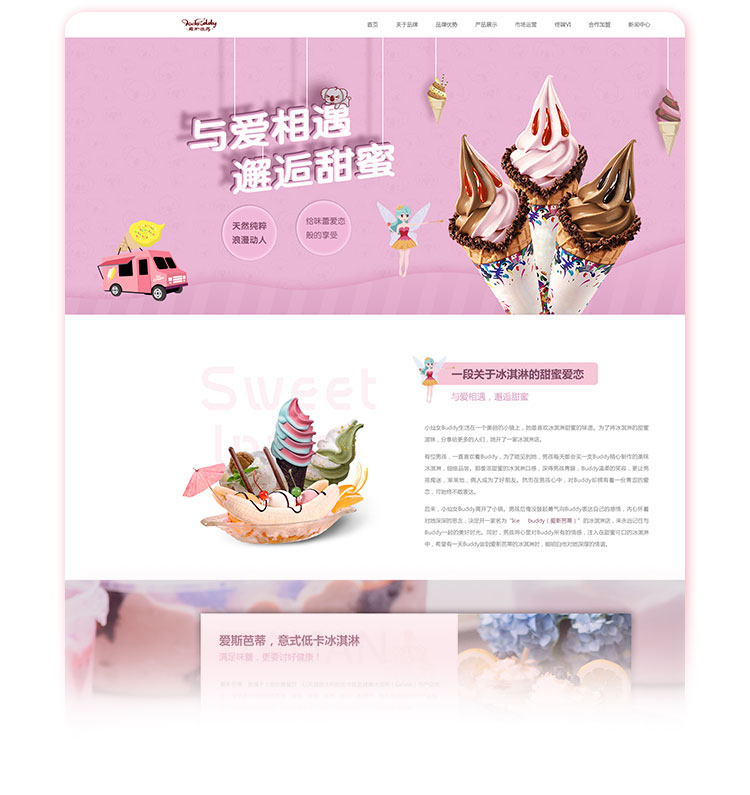 首页 关于品牌 品牌优势 产品展示 市场运营 终端VI 合作加盟 新闻中心
与爱相遇
邂逅甜蜜
天然纯粹
浪漫动人
给味蕾爱恋
般的享受
Sweet
一段关于冰淇淋的甜蜜爱恋
与爱相遇，邂逅甜蜜
小仙女Buddy生活在一个美丽的小镇上，她最喜欢冰淇淋甜蜜的味道。为了将冰淇淋的甜蜜
滋味，分享给更多的人们，她开了一家冰淇淋店。
有位男孩，一直喜欢着Buddy，为了能见到她，男孩每天都会买一支Buddy精心制作的美味
冰淇淋，细细品尝。那香浓甜蜜的冰淇淋口感，深得男孩青睐，Buddy温柔的笑容，更让男
孩痴迷，渐渐地，俩人成为了好朋友。然而在男孩心中，对Buddy却拥有着一份青涩的爱
恋，可始终不敢表达。
后来，小仙女Buddy离开了小镇。男孩后悔没鼓起勇气向Buddy表达自己的感情，内心怀着
对她深深的思念，决定开一家名为“Ice buddy（爱斯芭蒂）”的冰淇淋店，来永远记住与
Buddy一起的美好时光。同时，男孩将心里对Buddy所有的情感，注入在甜蜜可口的冰淇淋
中，希望有一天Buddy尝到爱斯芭蒂的冰淇淋时，能明白他对她深厚的情谊。
爱斯芭蒂，意式低卡冰淇淋
满足味蕾，更要讨好健康！